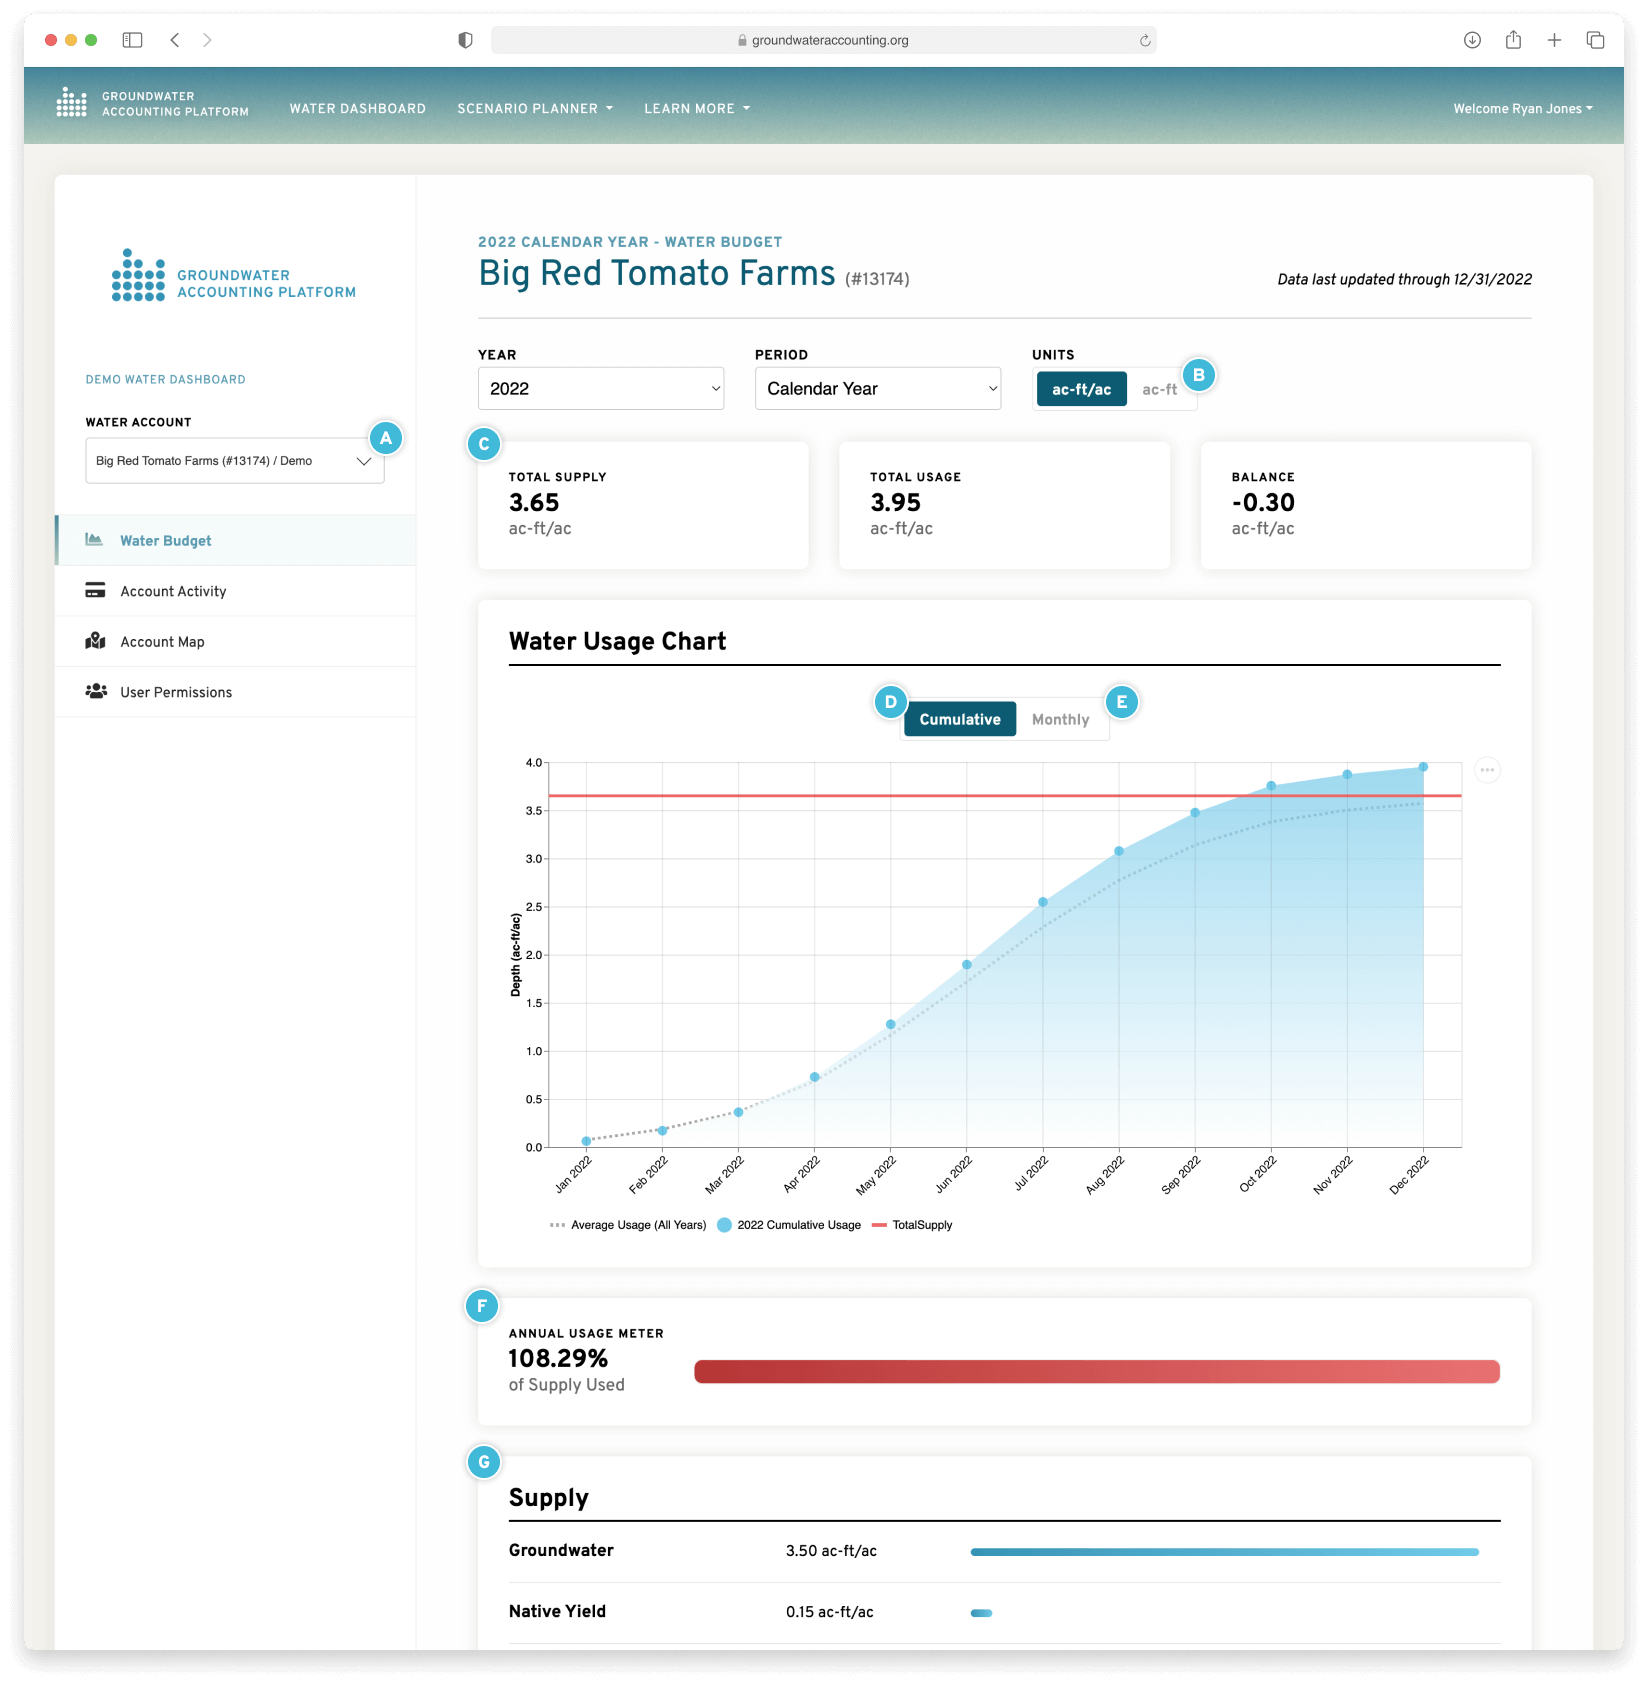 groundwateraccounting.org
GROUNDWATER
ACCOUNTING PLATFORM
WATER DASHBOARD
SCENARIO PLANNER
LEARN MORE
Welcome Ryan Jones
GROUNDWATER
ACCOUNTING PLATFORM
DEMO WATER DASHBOARD
WATER ACCOUNT
A
Big Red Tomato Farms (#13174) / Demo
Water Budget
Account Activity
Account Map
User Permissions
2022 CALENDAR YEAR - WATER BUDGET
Big Red Tomato Farms (#13174)
Data last updated through 12/31/2022
YEAR
2022
PERIOD
Calendar Year
UNITS
ac-ft/ac ac-ft
B
C
TOTAL SUPPLY
3.65
ac-ft/ac
TOTAL USAGE
3.95
ac-ft/ac
BALANCE
-0.30
ac-ft/ac
Water Usage Chart
D
Cumulative Monthly
E
4.0
3.5
3.0
2.5
2.0
1.5
1.0
0.5
0.0
Depth (ac-ft/ac)
Jan 2022
Feb 2022
Mar 2022
Apr 2022
May 2022
Jun 2022
Jul 2022
Aug 2022
Sep 2022
Oct 2022
Nov 2022
Dec 2022
Average Usage (All Years) 2022 Cumulative Usage TotalSupply
F
ANNUAL USAGE METER
108.29%
of Supply Used
G
Supply
Groundwater 3.50 ac-ft/ac
Native Yield 0.15 ac-ft/ac